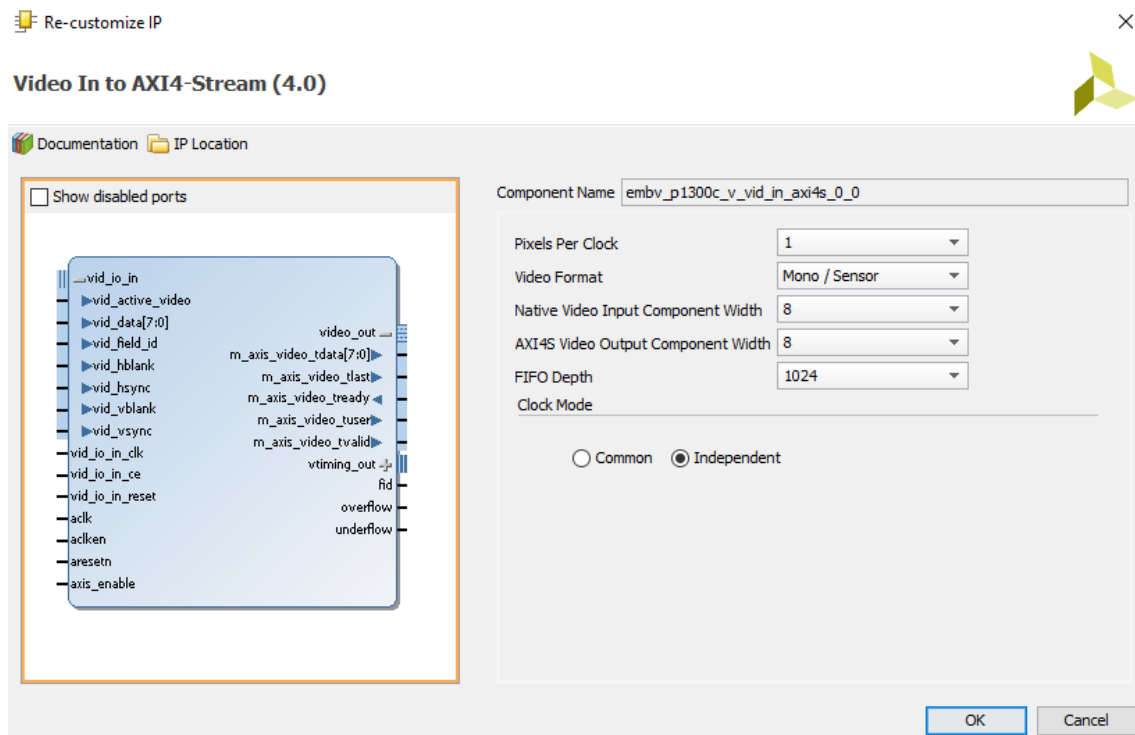 Re-customize IP
Video In to AXI4-Stream (4.0)
Documentation IP Location
Show disabled ports
vid_io_in
vid_active_video
vid_data[7:0]
vid_field_id
vid_hblank
vid_hsync
vid_vblank
vid_vsync
vid_io_in_clk
vid_io_in_ce
vid_io_in_reset
aclk
aclken
aresetn
axis_enable
video_out
m_axis_video_tdata[7:0]
m_axis_video_tlast
m_axis_video_tready
m_axis_video_tuser
m_axis_video_tvalid
vtiming_out
fid
overflow
underflow
Component Name embv_p1300c_v_vid_in_axi4s_0_0
Pixels Per Clock 1
Video Format Mono / Sensor
Native Video Input Component Width 8
AXI4S Video Output Component Width 8
FIFO Depth 1024
Clock Mode
Common Independent
OK Cancel